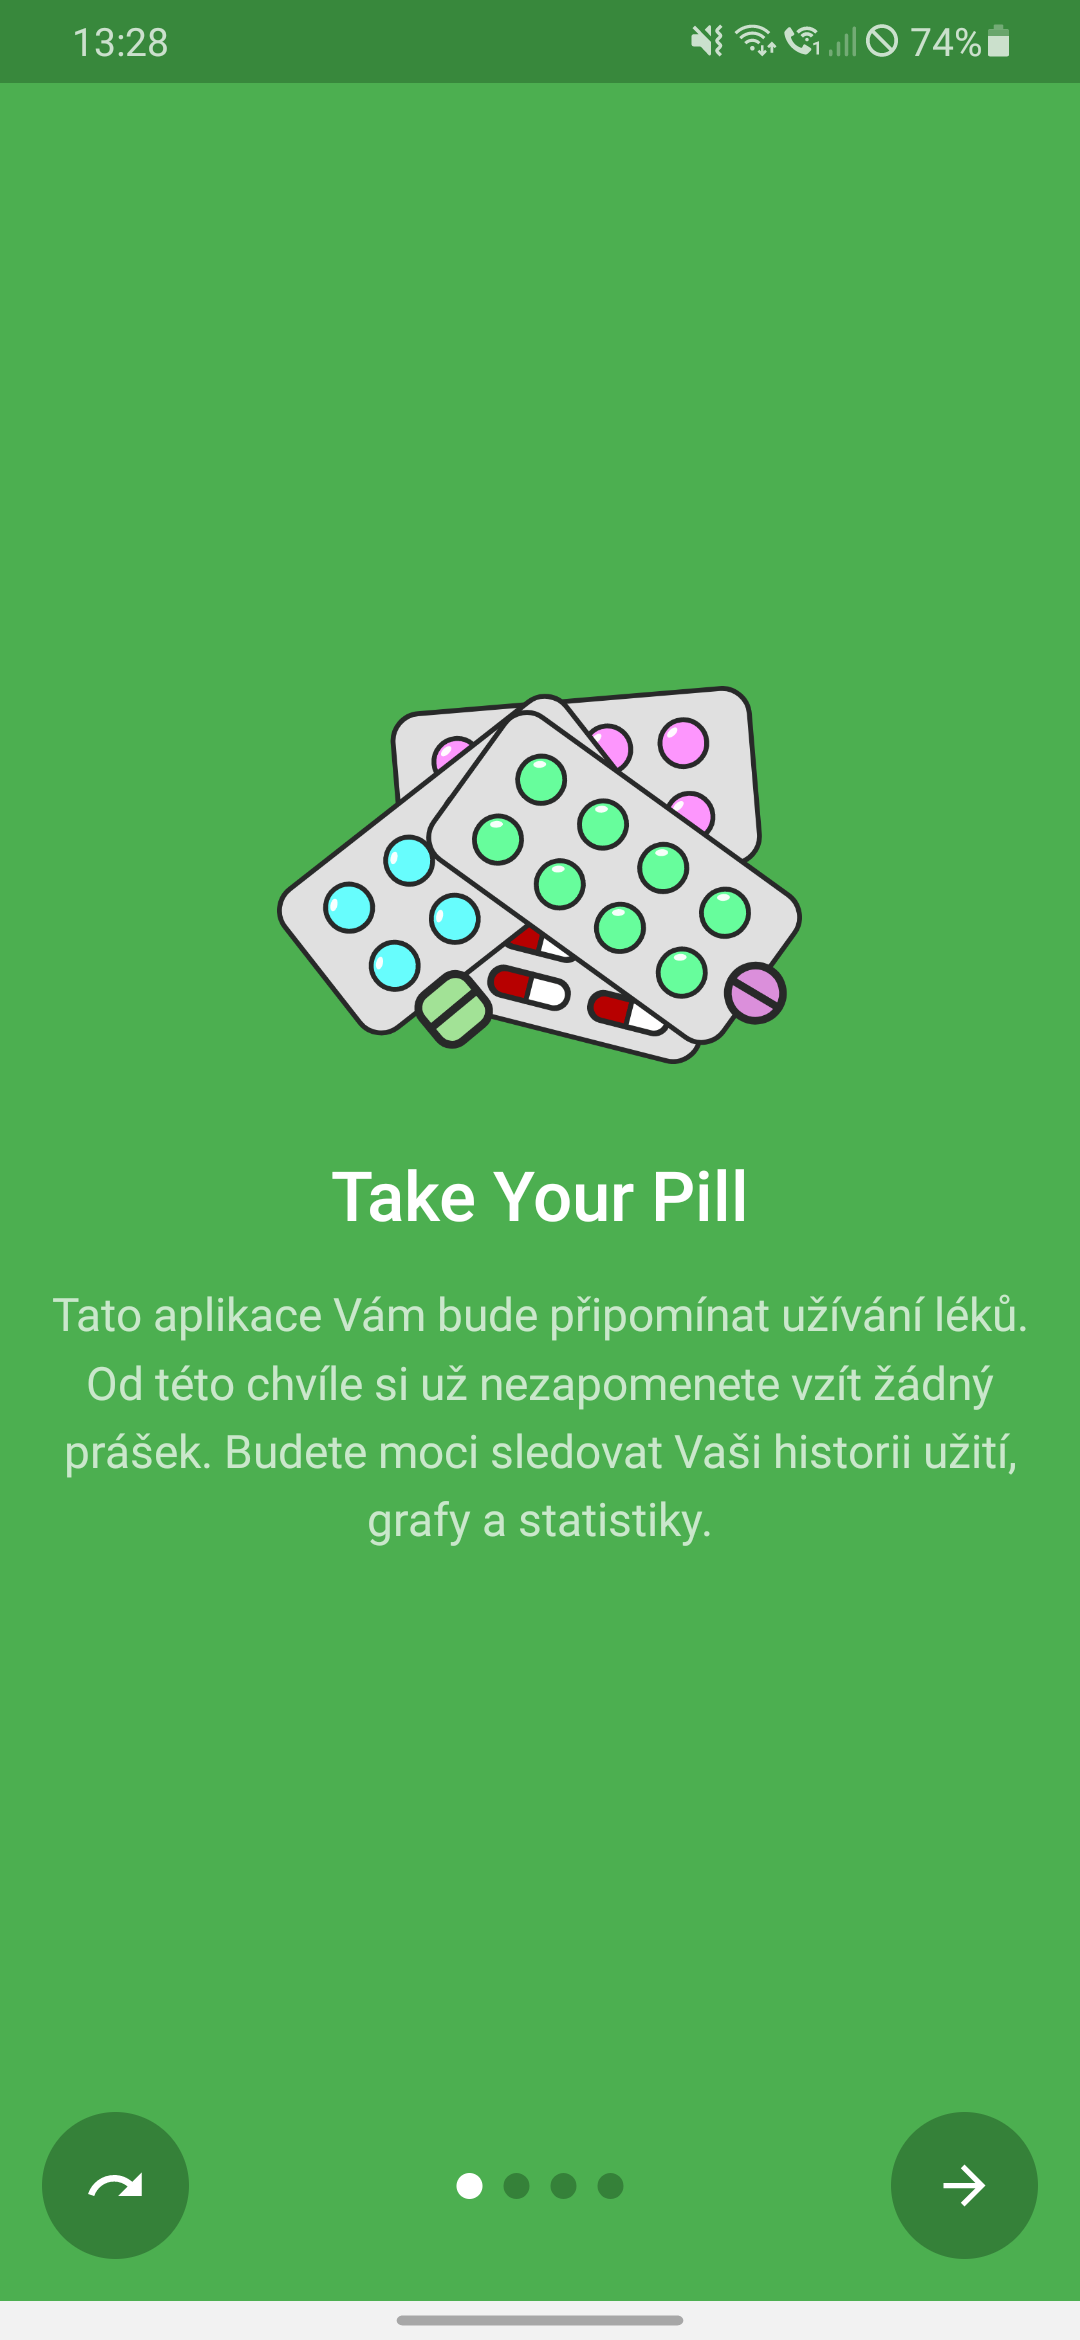 13:28
74%
Take Your Pill
Tato aplikace Vám bude připomínat užívání léků.
Od této chvíle si už nezapomenete vzít žádný
prášek. Budete moci sledovat Vaši historii užití,
grafy a statistiky.